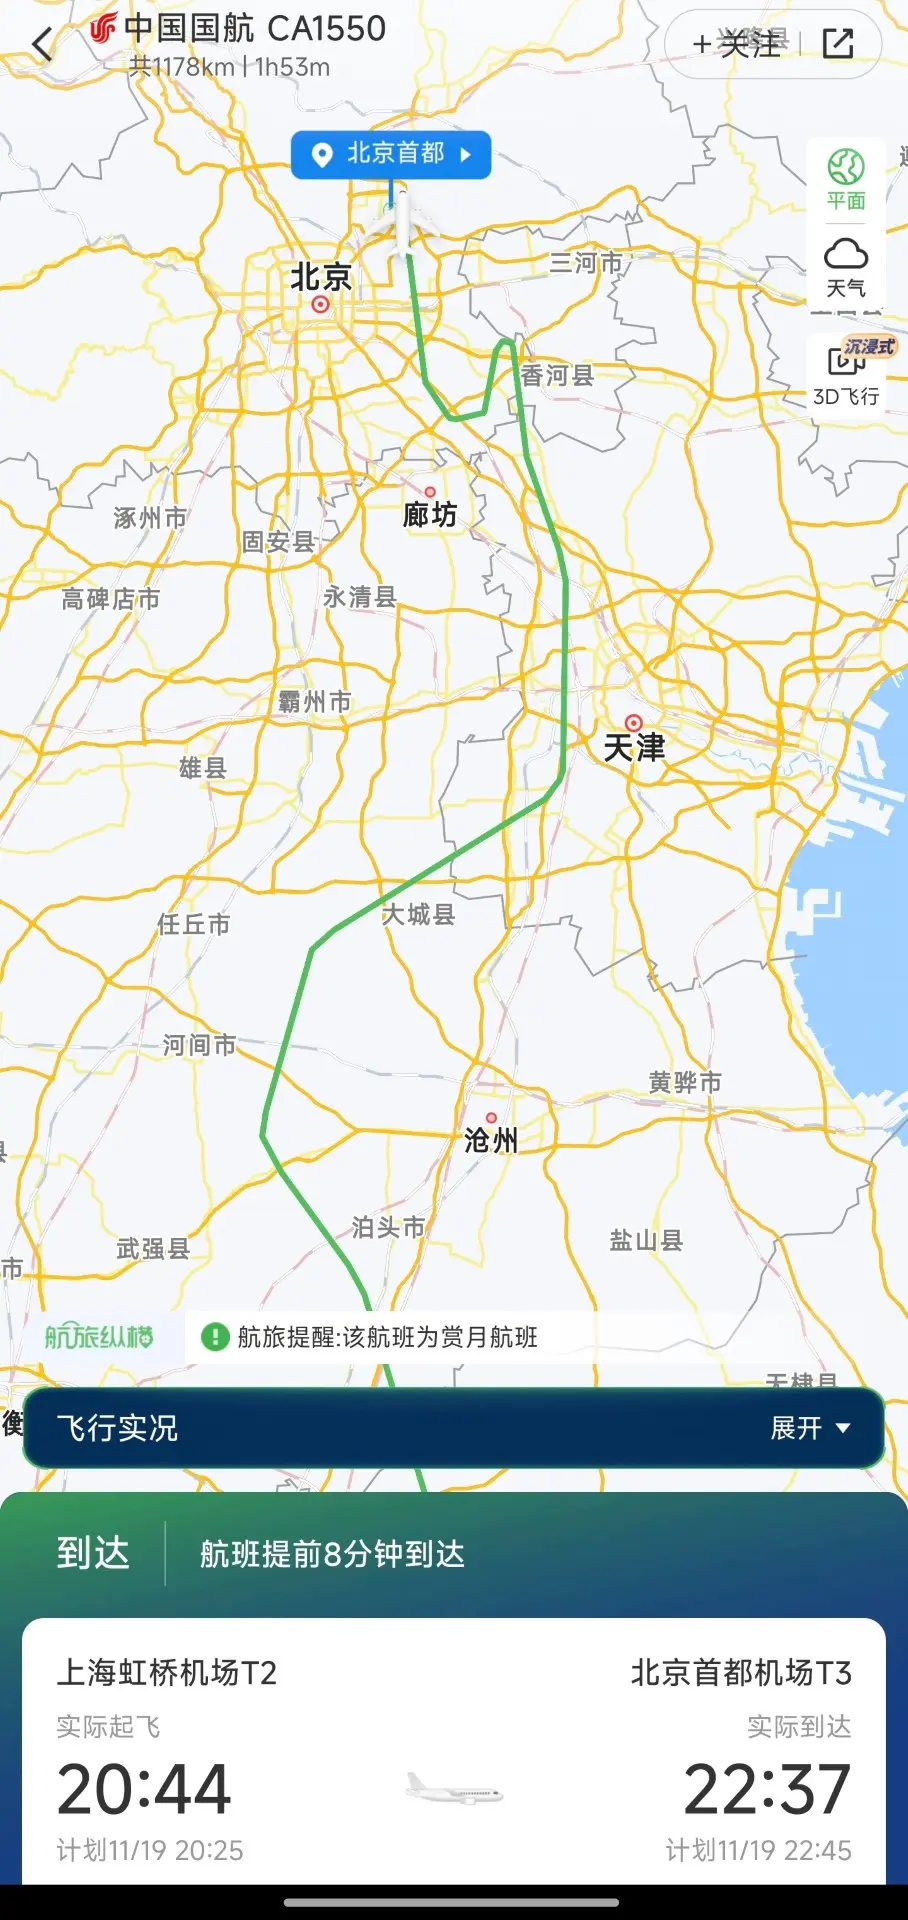 中国国航 CA1550
共1178km | 1h53m
+ 关注
兴隆县
北京首都
平面
天气
沉浸式
3D飞行
北京
三河市
香河县
廊坊
涿州市
固安县
高碑店市
永清县
霸州市
天津
雄县
大城县
任丘市
河间市
黄骅市
沧州
泊头市
武强县
盐山县
市
航旅纵横
航旅提醒:该航班为赏月航班
无棣县
衡
飞行实况
展开
到达
航班提前8分钟到达
上海虹桥机场T2
北京首都机场T3
实际起飞
实际到达
20:44
22:37
计划11/19 20:25
计划11/19 22:45